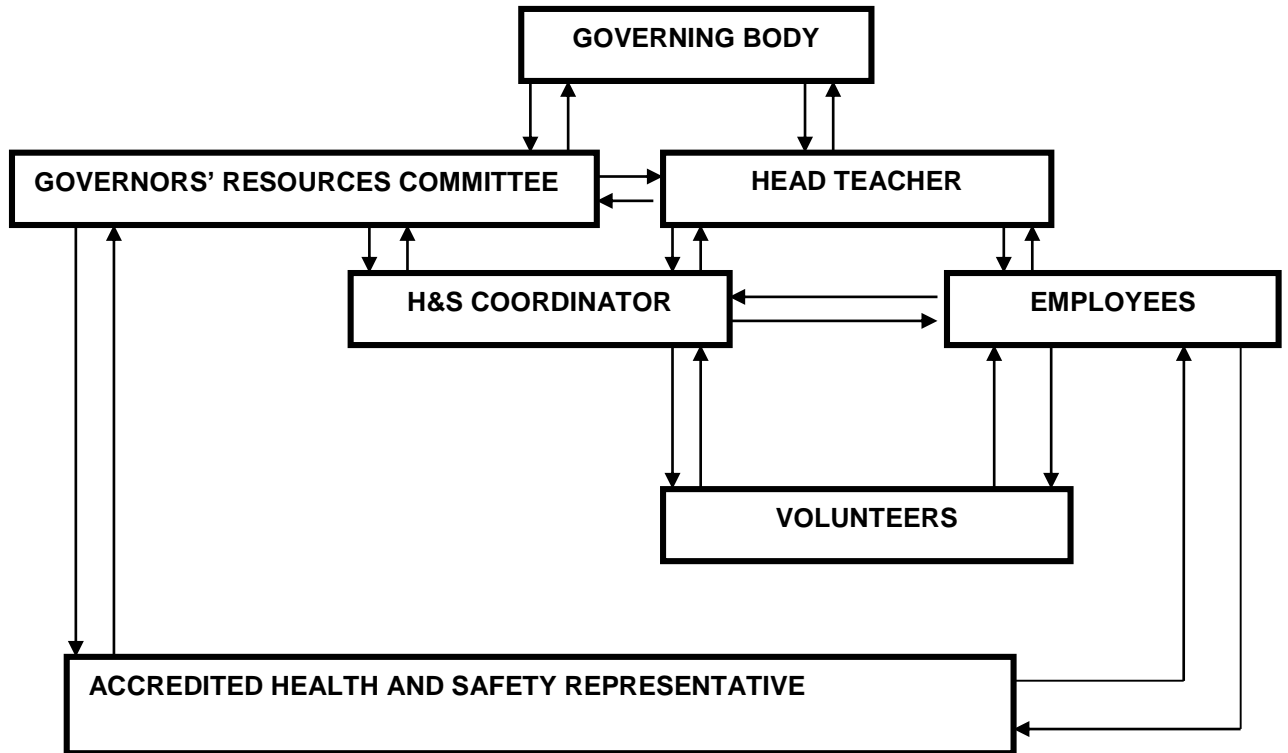 GOVERNING BODY
GOVERNORS’ RESOURCES COMMITTEE
HEAD TEACHER
H&S COORDINATOR
EMPLOYEES
VOLUNTEERS
ACCREDITED HEALTH AND SAFETY REPRESENTATIVE